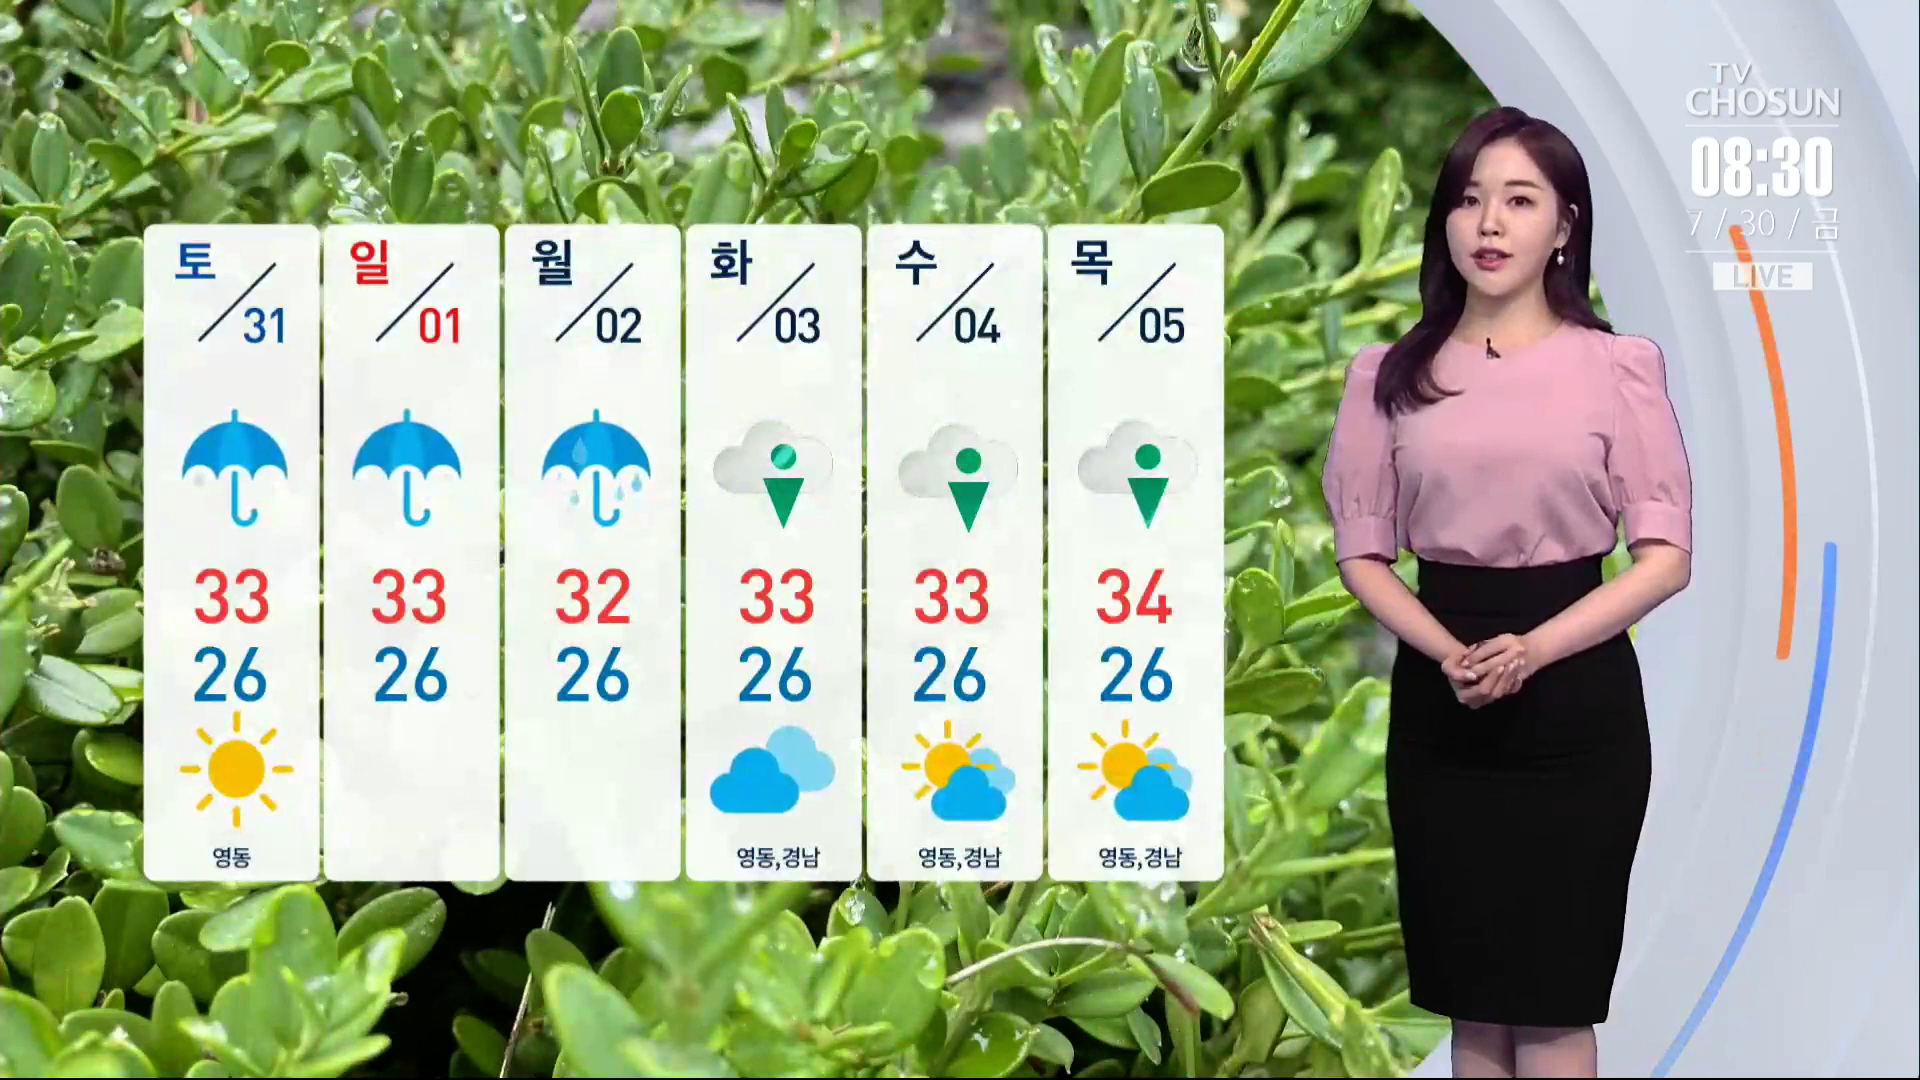 TV
CHOSUN
08:30
7 / 30 / 금
LIVE
토 일 월 화 수 목
31 01 02 03 04 05
33 33 32 33 33 34
26 26 26 26 26 26
영동 영동,경남 영동,경남 영동,경남